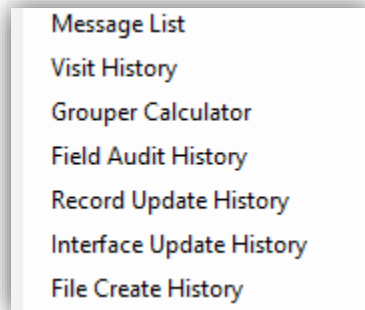 Message List
Visit History
Grouper Calculator
Field Audit History
Record Update History
Interface Update History
File Create History